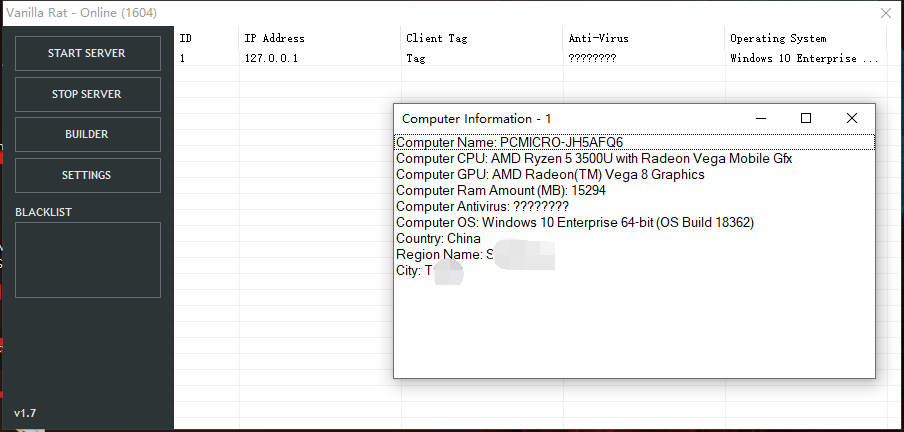 Vanilla Rat - Online (1604)
START SERVER
STOP SERVER
BUILDER
SETTINGS
BLACKLIST
v1.7
ID IP Address Client Tag Anti-Virus Operating System
1 127.0.0.1 Tag ???????? Windows 10 Enterprise ...
Computer Information - 1
Computer Name: PCMICRO-JH5AFQ6
Computer CPU: AMD Ryzen 5 3500U with Radeon Vega Mobile Gfx
Computer GPU: AMD Radeon(TM) Vega 8 Graphics
Computer Ram Amount (MB): 15294
Computer Antivirus: ????????
Computer OS: Windows 10 Enterprise 64-bit (OS Build 18362)
Country: China
Region Name:
City: